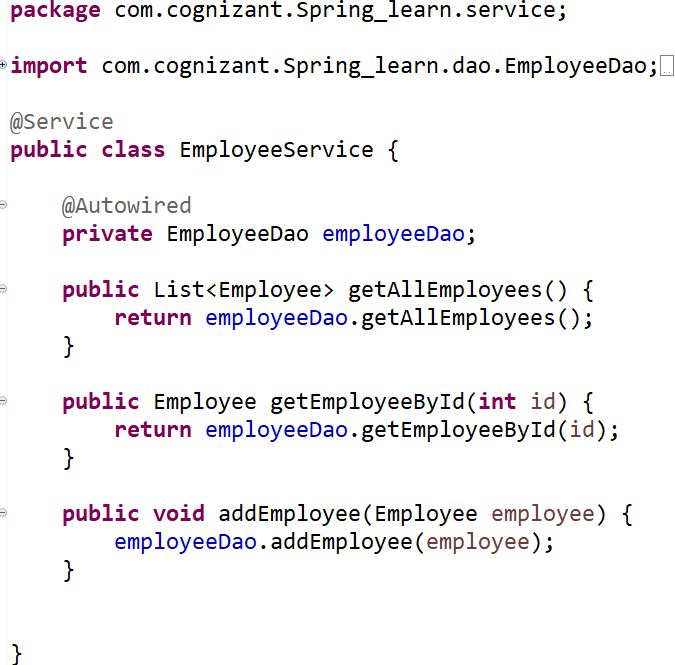 package com.cognizant.Spring_learn.service;
import com.cognizant.Spring_learn.dao.EmployeeDao;
@Service
public class EmployeeService {
@Autowired
private EmployeeDao employeeDao;
public List<Employee> getAllEmployees() {
return employeeDao.getAllEmployees();
}
public Employee getEmployeeById(int id) {
return employeeDao.getEmployeeById(id);
}
public void addEmployee(Employee employee) {
employeeDao.addEmployee(employee);
}
}